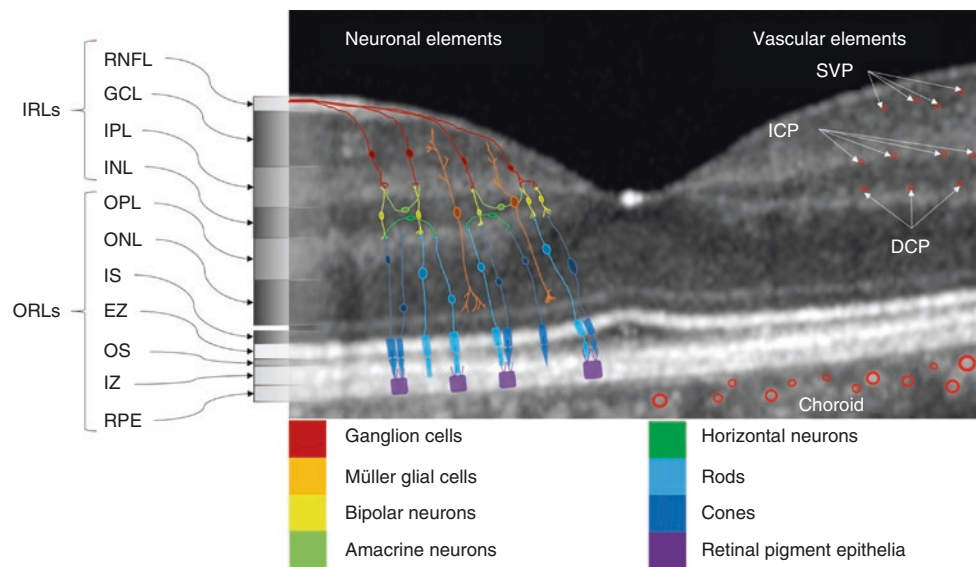 Neuronal elements
Vascular elements
IRLs
RNFL
GCL
IPL
INL
ORLs
OPL
ONL
IS
EZ
OS
IZ
RPE
SVP
ICP
DCP
Choroid
Ganglion cells
Müller glial cells
Bipolar neurons
Amacrine neurons
Horizontal neurons
Rods
Cones
Retinal pigment epithelia